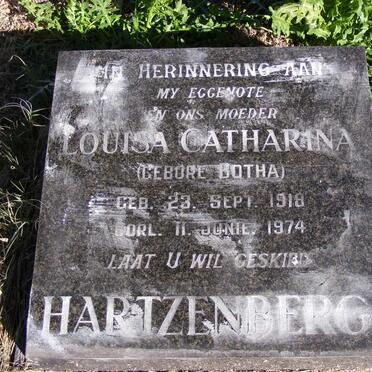 IN HERINNERING AAN
MY EGGENOTE
EN ONS MOEDER
LOUISA CATHARINA
(GEBORE BOTHA)
GEB. 23. SEPT. 1918
OORL. 11. JUNIE. 1974
LAAT U WIL GESKIED
HARTZENBERG